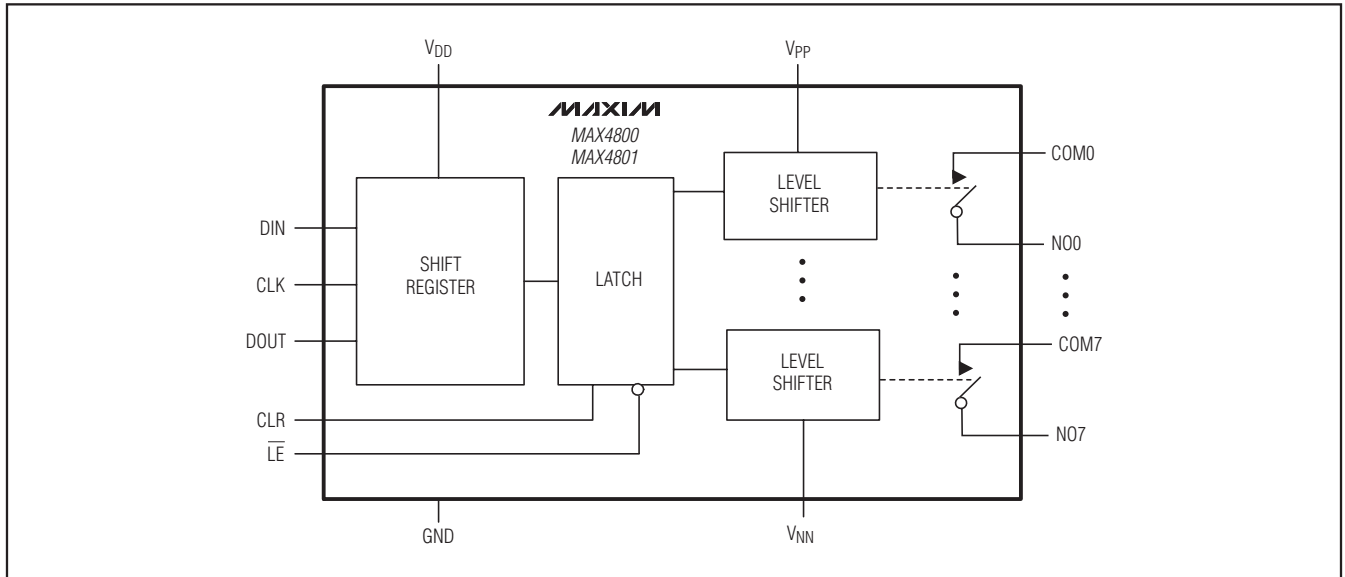 VDD
VPP
MAXIM
MAX4800
MAX4801
COM0
LEVEL
SHIFTER
DIN
NO0
SHIFT
REGISTER
LATCH
CLK
DOUT
COM7
LEVEL
SHIFTER
CLR
NO7
LE
GND
VNN